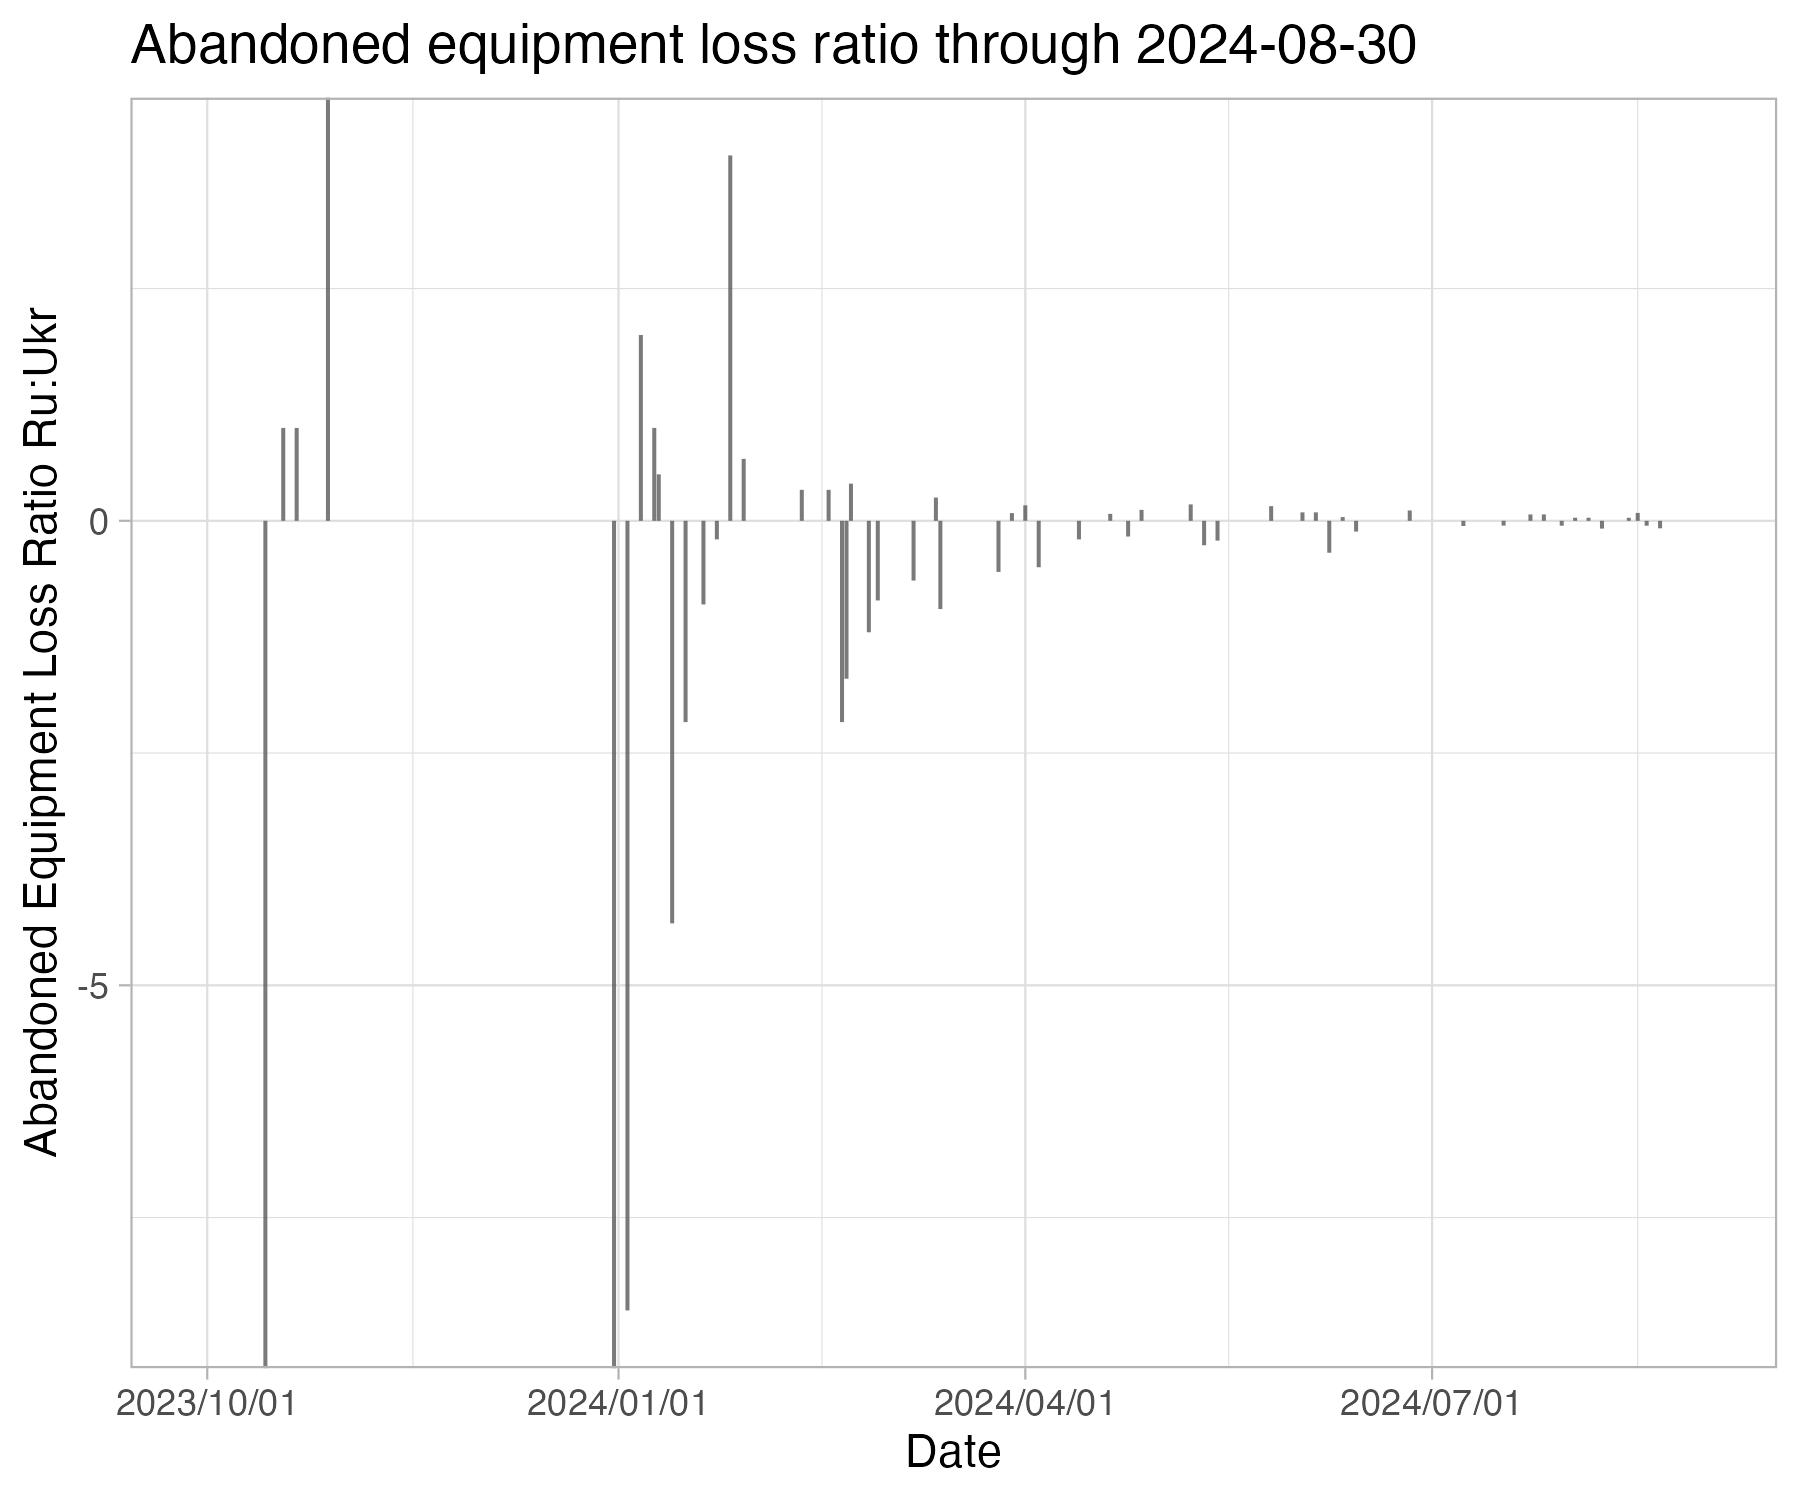 Abandoned equipment loss ratio through 2024-08-30
Abandoned Equipment Loss Ratio Ru:Ukr
0
-5
2023/10/01
2024/01/01
2024/04/01
2024/07/01
Date